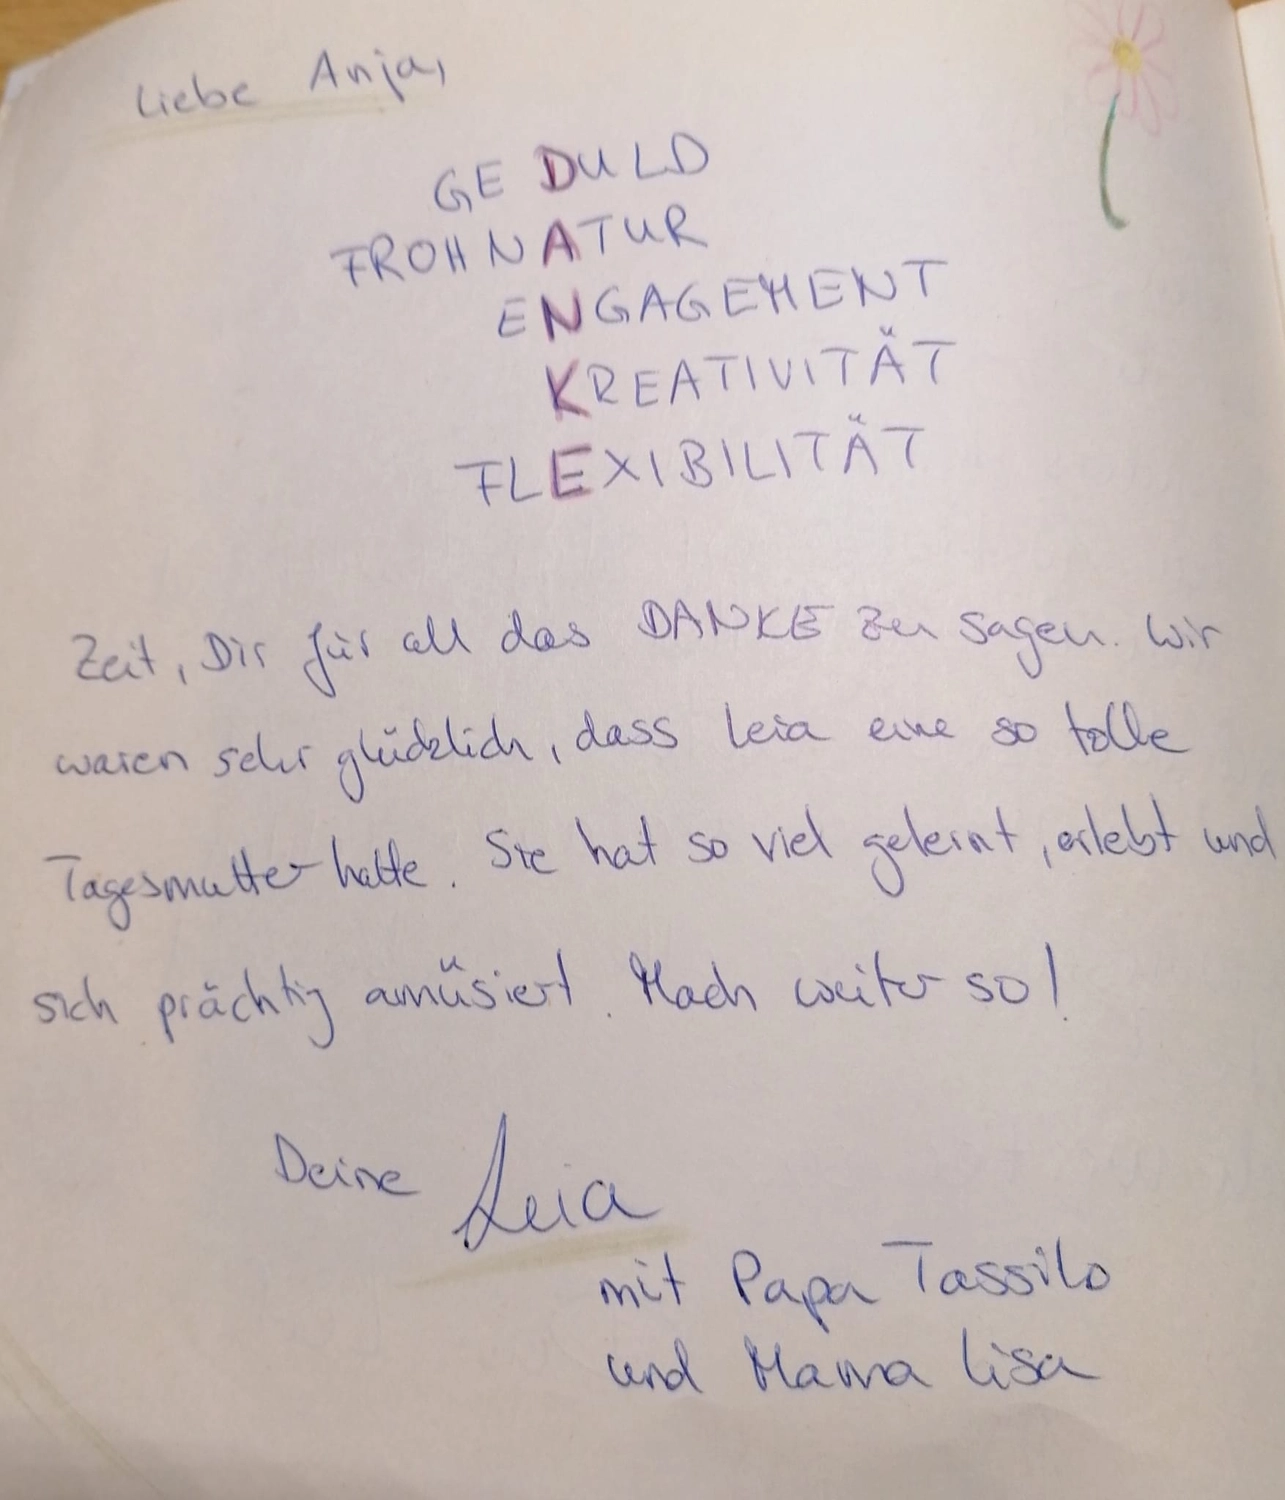 Liebe Anja,
GEDULD
FROHNATUR
ENGAGEMENT
KREATIVITÄT
FLEXIBILITÄT
Zeit, Dir für all das DANKE zu sagen. Wir
waren sehr glücklich, dass Leia eine so tolle
Tagesmutter hatte. Sie hat so viel gelernt, erlebt und
sich prächtig amüsiert. Mach weiter so!
Deine Leia
mit Papa Tassilo
und Mama Lisa